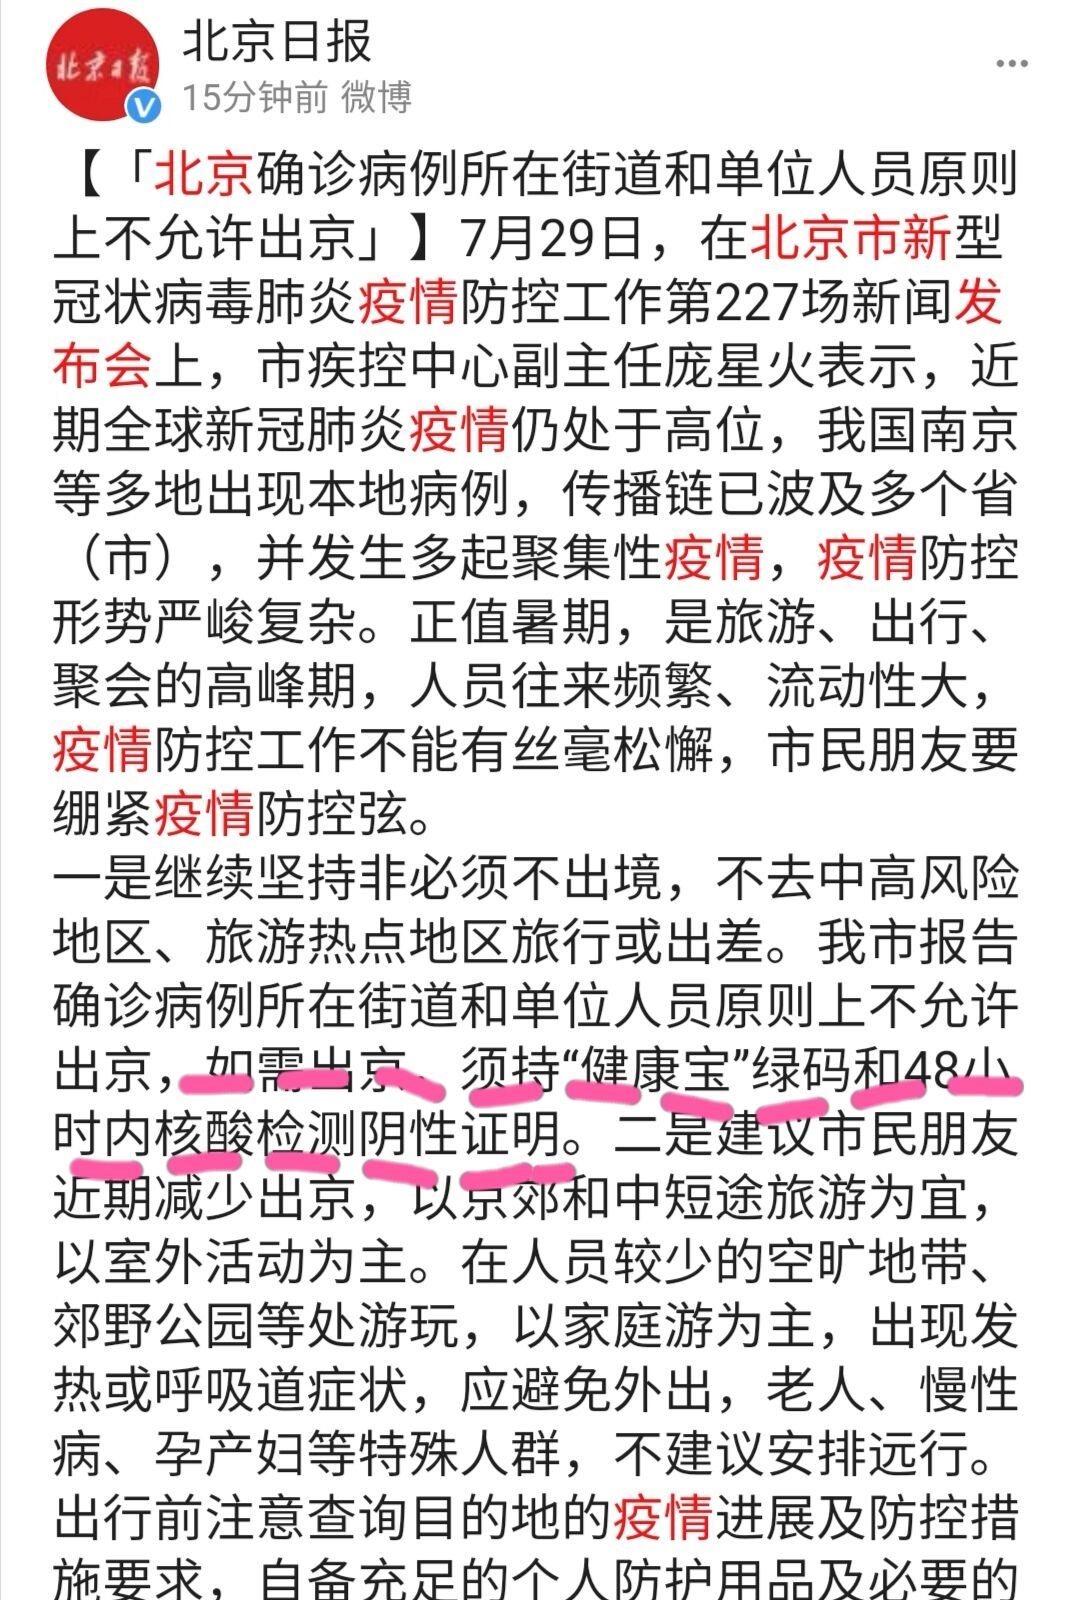 北京日报
北京日报
15分钟前 微博
【「北京确诊病例所在街道和单位人员原则
上不允许出京」】7月29日，在北京市新型
冠状病毒肺炎疫情防控工作第227场新闻发
布会上，市疾控中心副主任庞星火表示，近
期全球新冠肺炎疫情仍处于高位，我国南京
等多地出现本地病例，传播链已波及多个省
（市），并发生多起聚集性疫情，疫情防控
形势严峻复杂。正值暑期，是旅游、出行、
聚会的高峰期，人员往来频繁、流动性大，
疫情防控工作不能有丝毫松懈，市民朋友要
绷紧疫情防控弦。
一是继续坚持非必须不出境，不去中高风险
地区、旅游热点地区旅行或出差。我市报告
确诊病例所在街道和单位人员原则上不允许
出京，如需出京、须持“健康宝”绿码和48小
时内核酸检测阴性证明。二是建议市民朋友
近期减少出京，以京郊和中短途旅游为宜，
以室外活动为主。在人员较少的空旷地带、
郊野公园等处游玩，以家庭游为主，出现发
热或呼吸道症状，应避免外出，老人、慢性
病、孕产妇等特殊人群，不建议安排远行。
出行前注意查询目的地的疫情进展及防控措
施要求，自备充足的个人防护用品及必要的